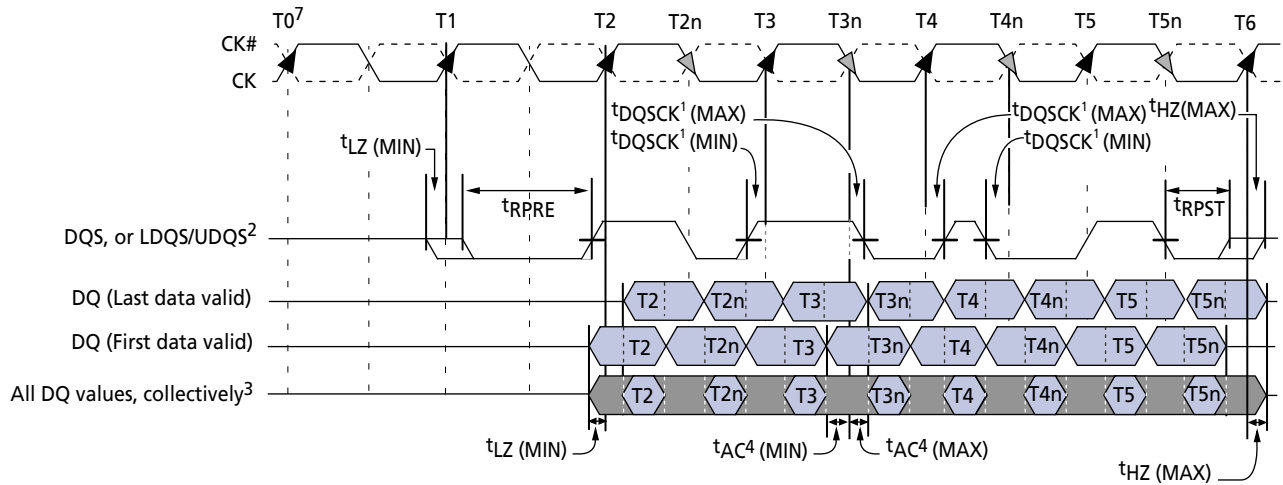 T0⁷ T1 T2 T2n T3 T3n T4 T4n T5 T5n T6
CK#
CK
tDQSCK¹ (MAX) tDQSCK¹ (MAX) tHZ(MAX)
tLZ (MIN) tDQSCK¹ (MIN) tDQSCK¹ (MIN)
tRPRE tRPST
DQS, or LDQS/UDQS²
DQ (Last data valid) T2 T2n T3 T3n T4 T4n T5 T5n
DQ (First data valid) T2 T2n T3 T3n T4 T4n T5 T5n
All DQ values, collectively³ T2 T2n T3 T3n T4 T4n T5 T5n
tLZ (MIN) tAC⁴ (MIN) tAC⁴ (MAX)
tHZ (MAX)